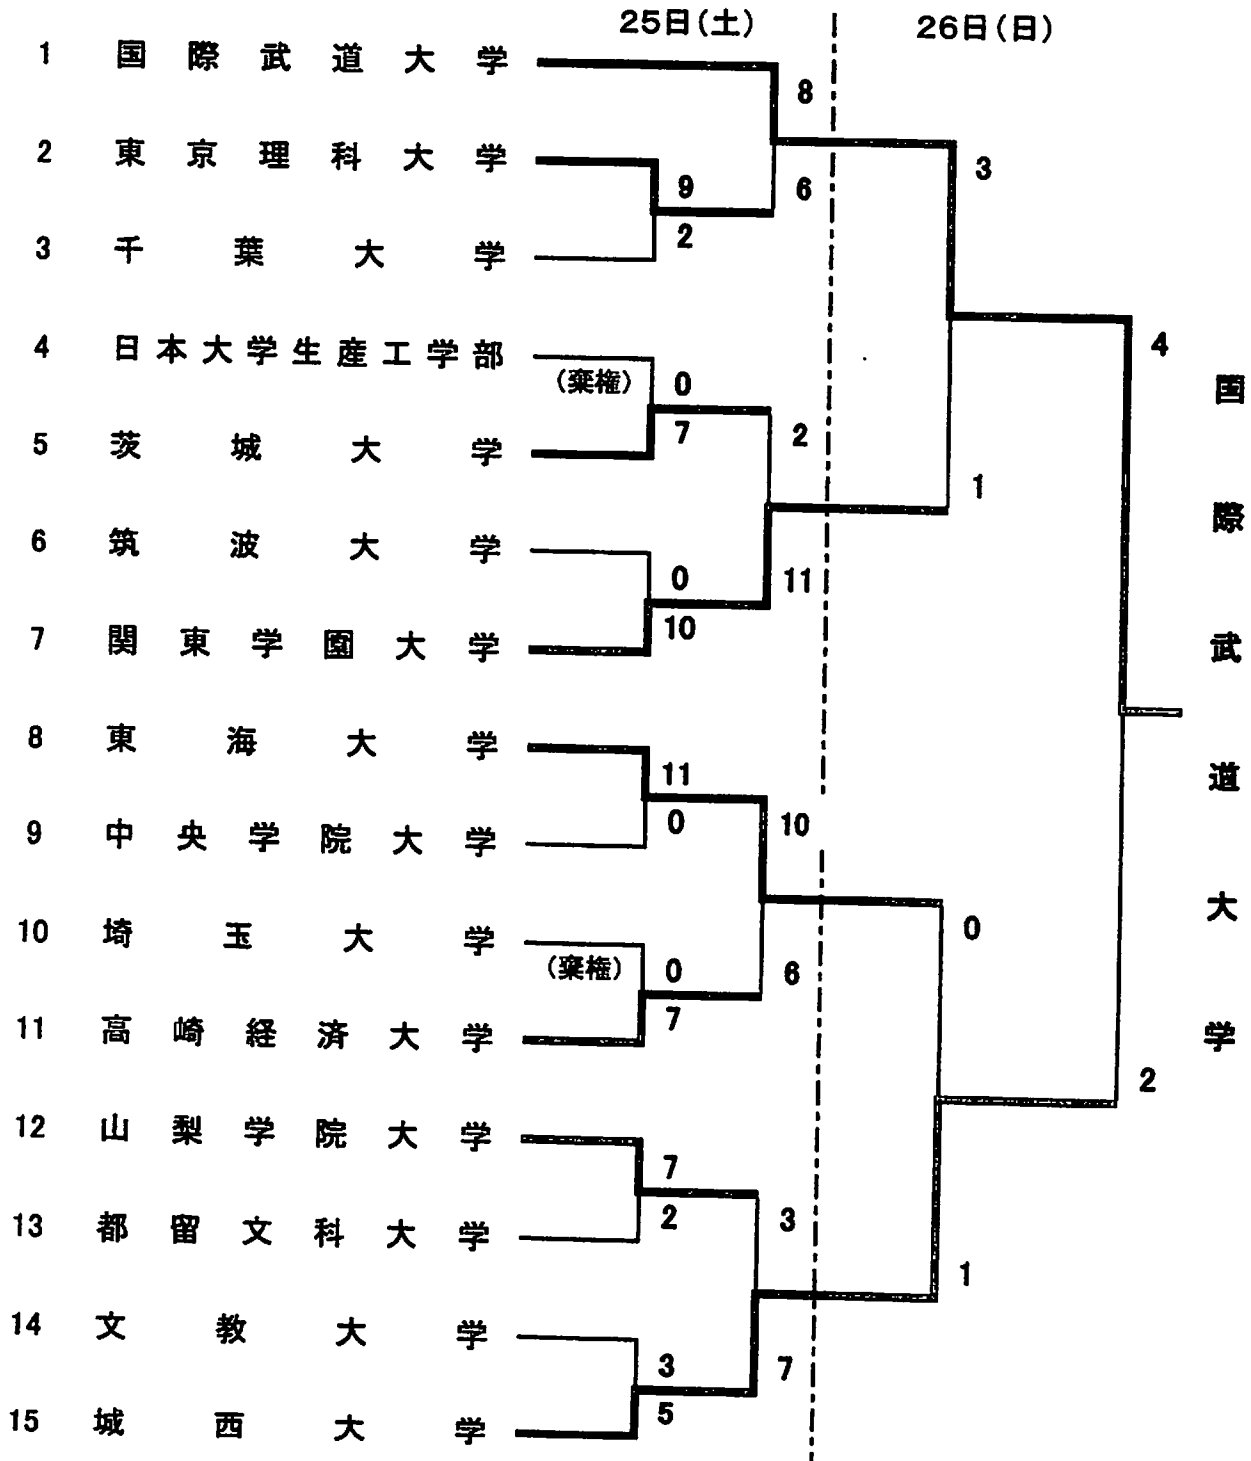 25日(土) 26日(日)
1 国際武道大学
8
2 東京理科大学
3
9 6
2
3 千葉大学
4 日本大学生産工学部
4
(棄権) 0
7 2
5 茨城大学
1
6 筑波大学
0 11
10
7 関東学園大学
8 東海大学
11
0 10
9 中央学院大学
10 埼玉大学
0
(棄権) 0 6
7
11 高崎経済大学
2
12 山梨学院大学
7
2 3
13 都留文科大学
1
14 文教大学
3 7
5
15 城西大学
国際武道大学